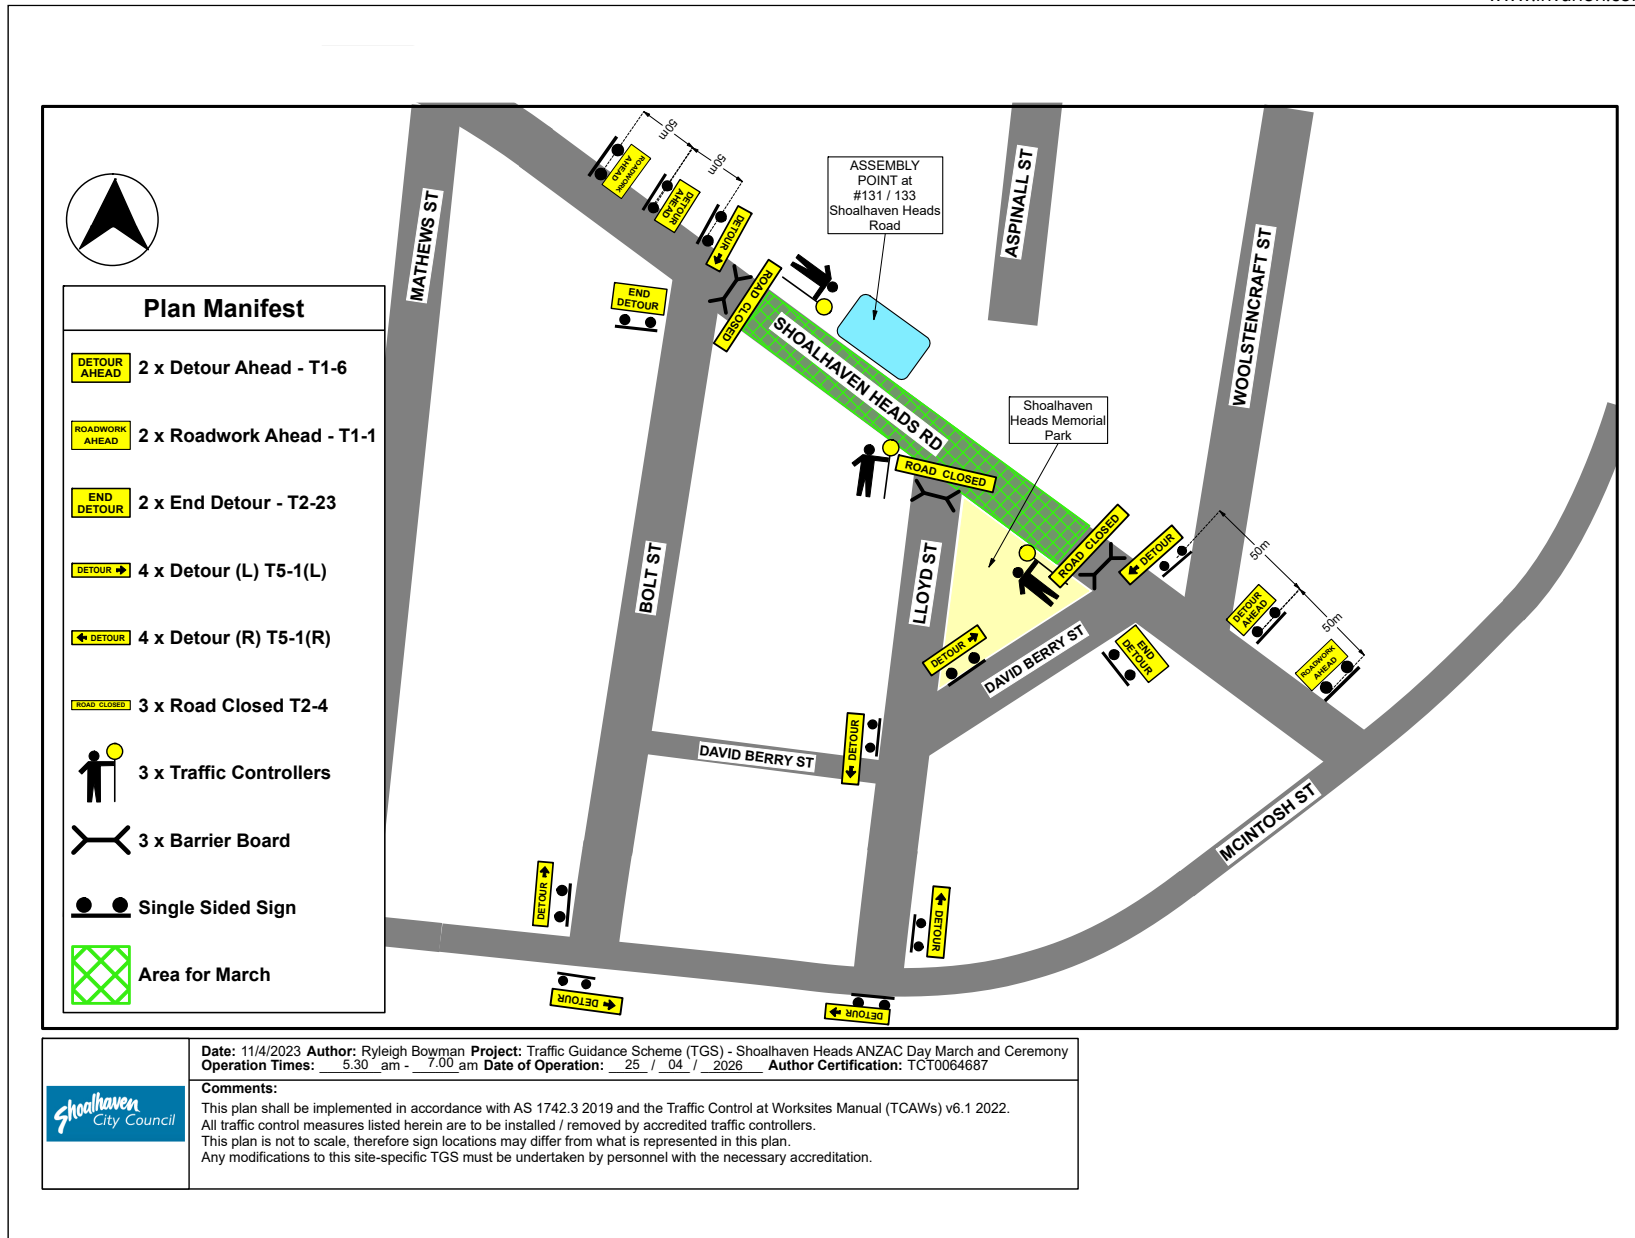 Plan Manifest
DETOUR
AHEAD
2 x Detour Ahead - T1-6
ROADWORK
AHEAD
2 x Roadwork Ahead - T1-1
END
DETOUR
2 x End Detour - T2-23
DETOUR
4 x Detour (L) T5-1(L)
DETOUR
4 x Detour (R) T5-1(R)
ROAD CLOSED
3 x Road Closed T2-4
3 x Traffic Controllers
3 x Barrier Board
Single Sided Sign
Area for March
MATHEWS ST
50m
50m
ROADWORK
AHEAD
DETOUR
AHEAD
DETOUR
END
DETOUR
ROAD CLOSED
ASSEMBLY
POINT at
#131 / 133
Shoalhaven Heads
Road
ASPINALL ST
WOOLSTENCRAFT ST
SHOALHAVEN HEADS RD
Shoalhaven
Heads Memorial
Park
ROAD CLOSED
ROAD CLOSED
DETOUR
50m
50m
DETOUR
AHEAD
ROADWORK
AHEAD
BOLT ST
LLOYD ST
DETOUR
DAVID BERRY ST
END
DETOUR
DETOUR
DAVID BERRY ST
MCINTOSH ST
DETOUR
DETOUR
DETOUR
DETOUR
Shoalhaven
City Council
Date: 11/4/2023 Author: Ryleigh Bowman Project: Traffic Guidance Scheme (TGS) - Shoalhaven Heads ANZAC Day March and Ceremony
Operation Times: 5.30 am - 7.00 am Date of Operation: 25 / 04 / 2026 Author Certification: TCT0064687
Comments:
This plan shall be implemented in accordance with AS 1742.3 2019 and the Traffic Control at Worksites Manual (TCAWs) v6.1 2022.
All traffic control measures listed herein are to be installed / removed by accredited traffic controllers.
This plan is not to scale, therefore sign locations may differ from what is represented in this plan.
Any modifications to this site-specific TGS must be undertaken by personnel with the necessary accreditation.